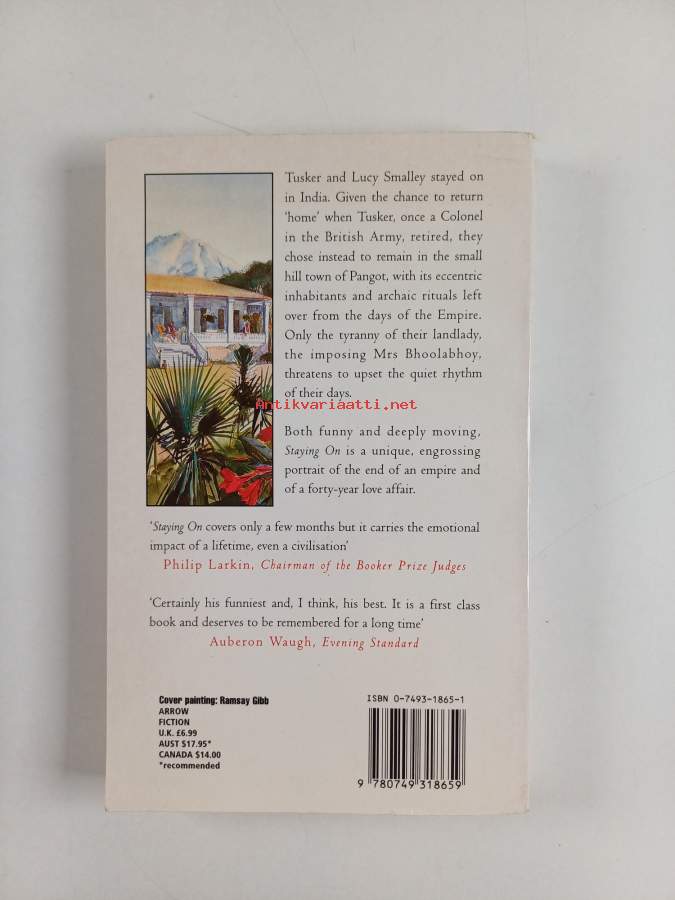 Tusker and Lucy Smalley stayed on
in India. Given the chance to return
'home' when Tusker, once a Colonel
in the British Army, retired, they
chose instead to remain in the small
hill town of Pangot, with its eccentric
inhabitants and archaic rituals left
over from the days of the Empire.
Only the tyranny of their landlady,
the imposing Mrs Bhoolabhoy,
threatens to upset the quiet rhythm
of their days.
Antikvariaatti.net
Both funny and deeply moving,
Staying On is a unique, engrossing
portrait of the end of an empire and
of a forty-year love affair.
'Staying On covers only a few months but it carries the emotional
impact of a lifetime, even a civilisation'
Philip Larkin, Chairman of the Booker Prize Judges
'Certainly his funniest and, I think, his best. It is a first class
book and deserves to be remembered for a long time'
Auberon Waugh, Evening Standard
Cover painting: Ramsay Gibb
ARROW
FICTION
U.K. £6.99
AUST $17.95*
CANADA $14.00
*recommended
ISBN 0-7493-1865-1
9 780749 318659